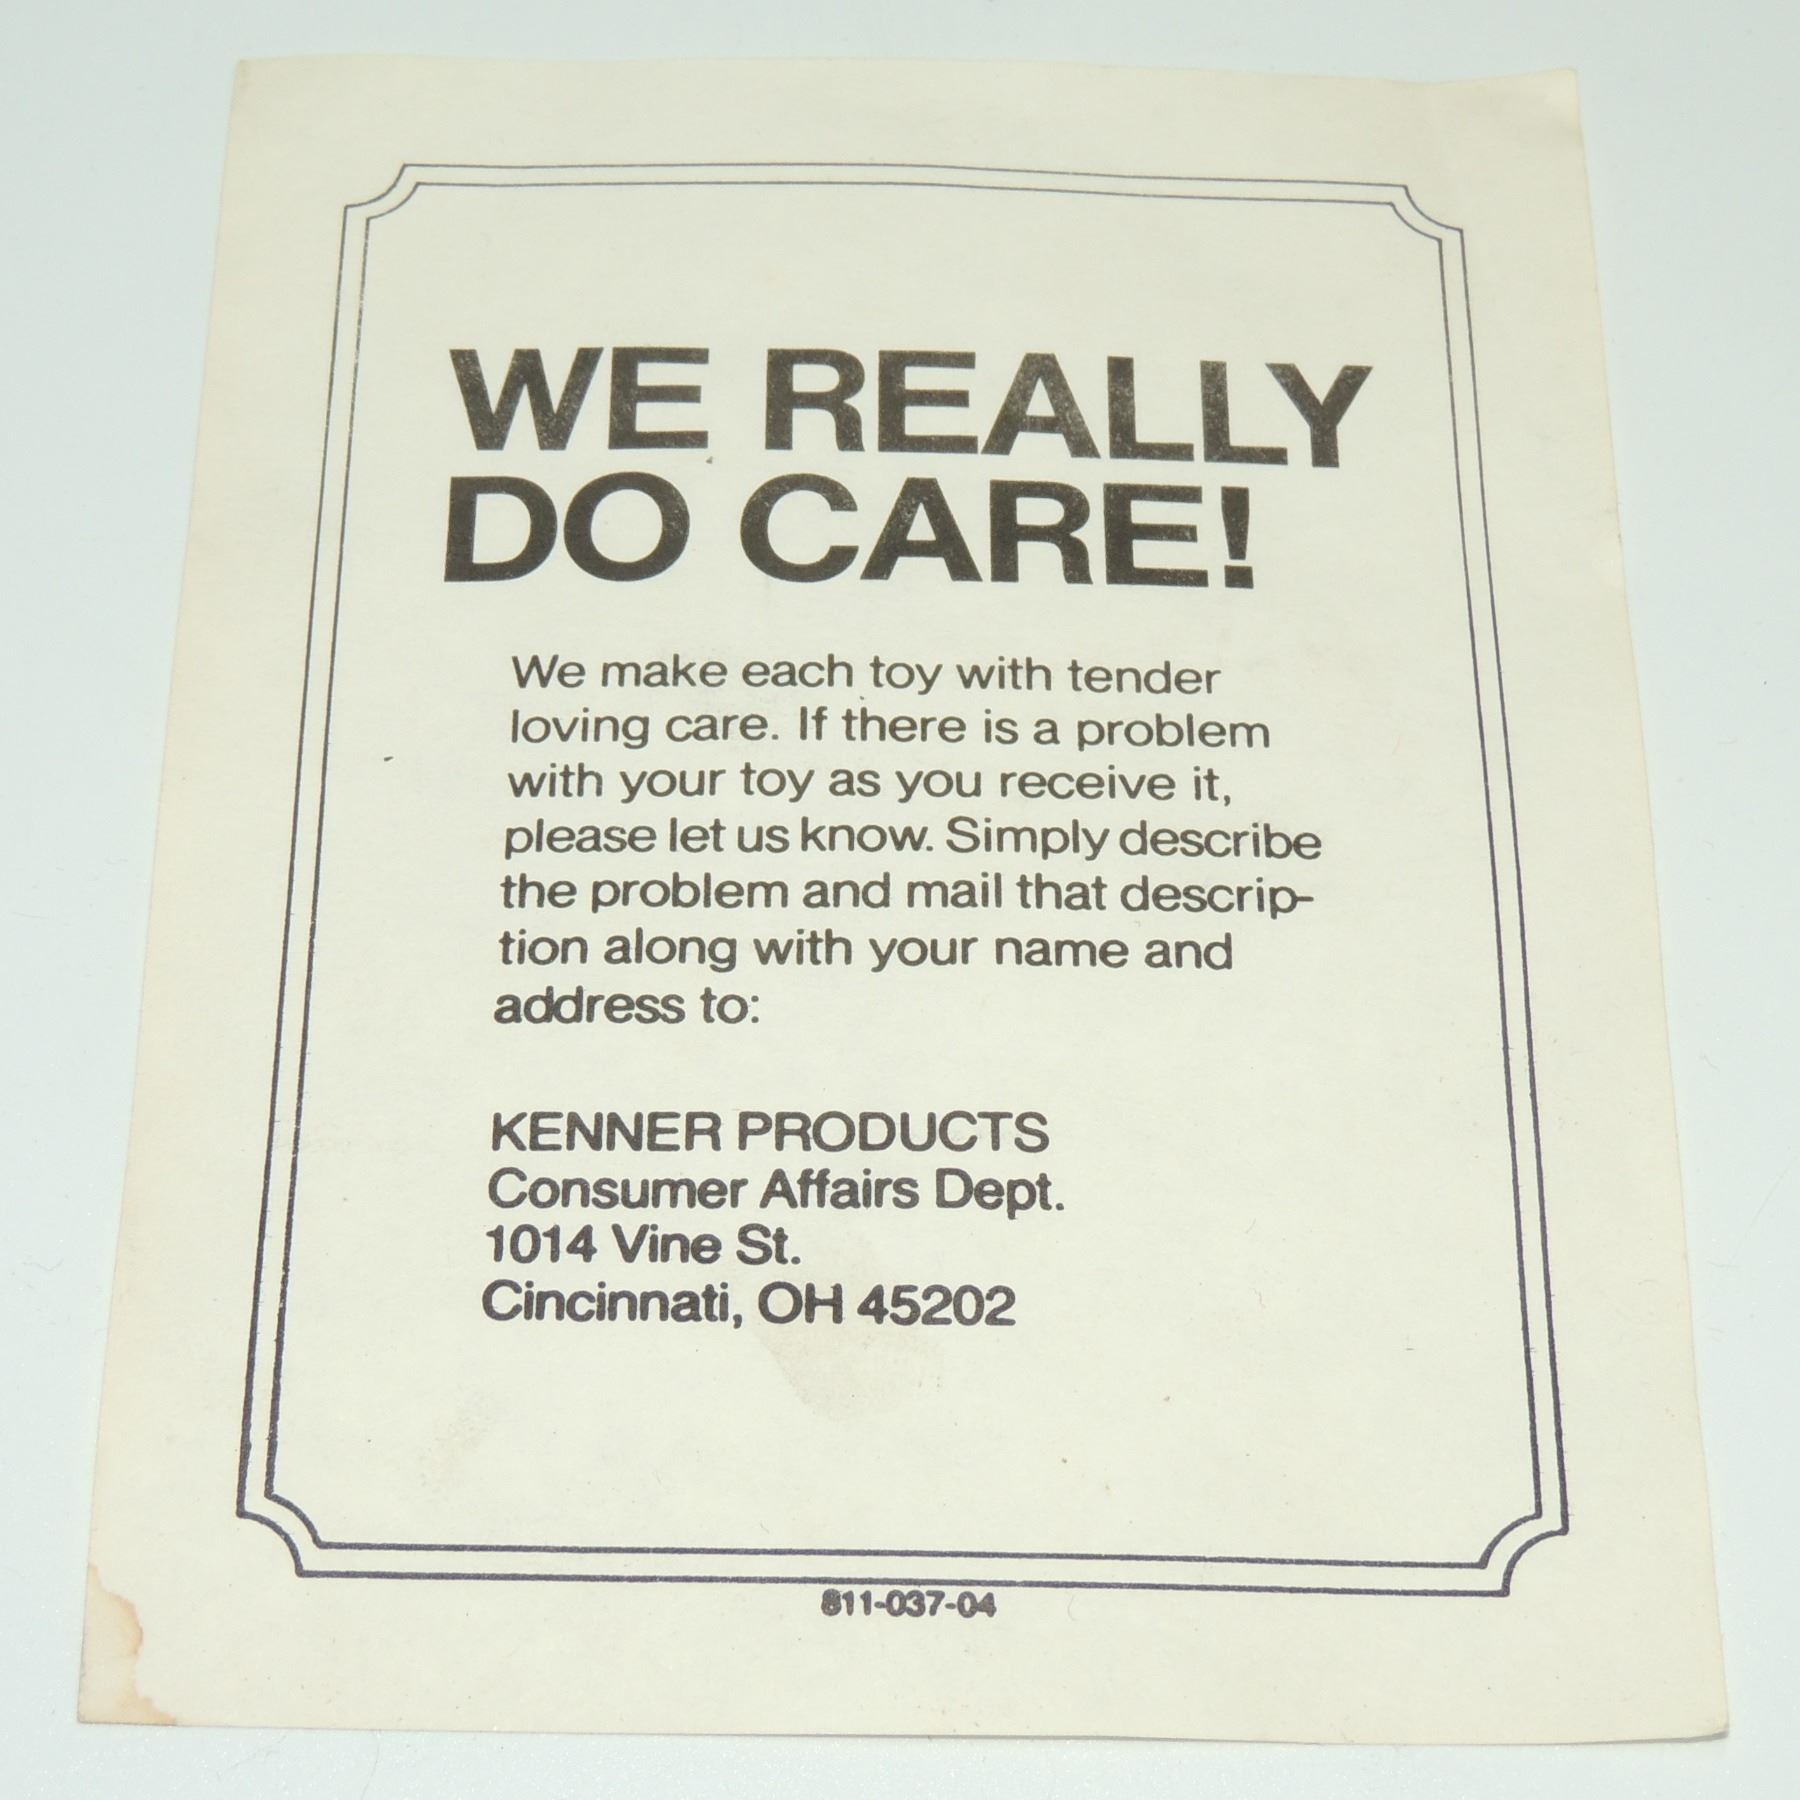 WE REALLY
DO CARE!
We make each toy with tender
loving care. If there is a problem
with your toy as you receive it,
please let us know. Simply describe
the problem and mail that descrip-
tion along with your name and
address to:
KENNER PRODUCTS
Consumer Affairs Dept.
1014 Vine St.
Cincinnati, OH 45202
811-037-04